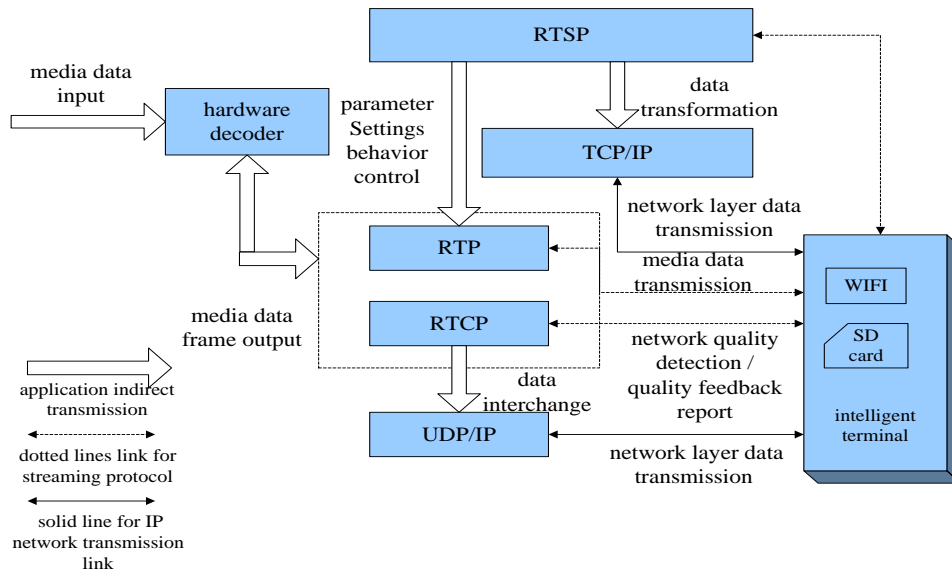 RTSP
media data
input
hardware
decoder
parameter
Settings
behavior
control
data
transformation
TCP/IP
network layer data
transmission
RTP
media data
transmission
WIFI
RTCP
media data
frame output
SD
card
network quality
detection /
quality feedback
report
application indirect
transmission
data
interchange
intelligent
terminal
UDP/IP
network layer data
transmission
dotted lines link for
streaming protocol
solid line for IP
network transmission
link